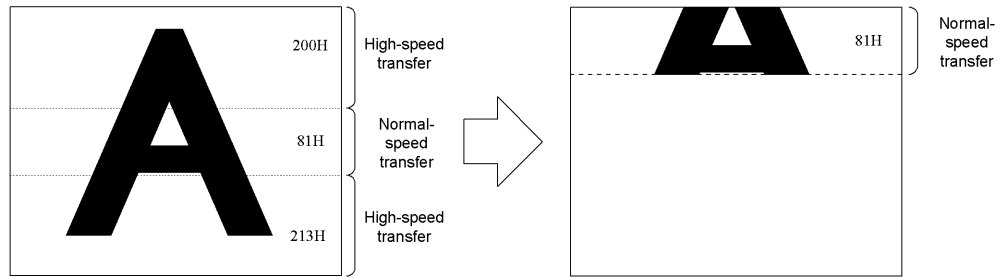 200H
High-speed
transfer
81H
Normal-
speed
transfer
213H
High-speed
transfer
81H
Normal-
speed
transfer